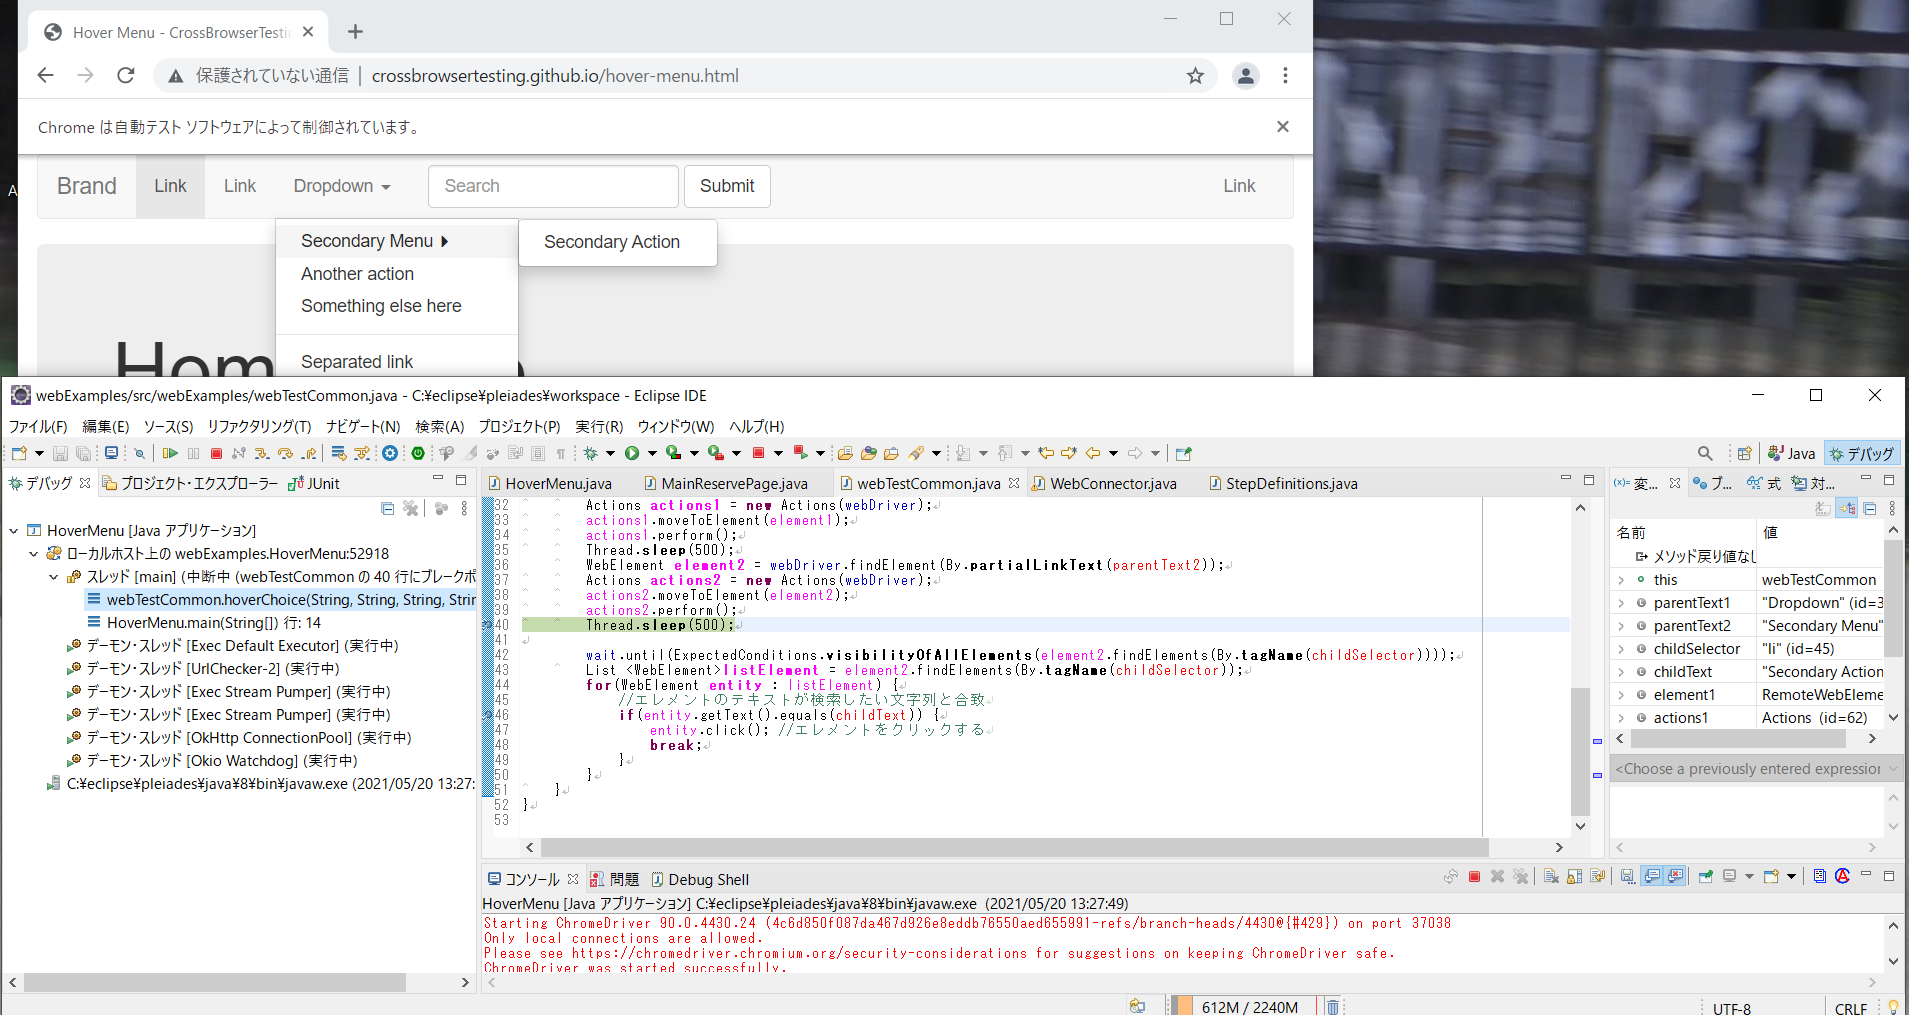 Hover Menu - CrossBrowserTesti
保護されていない通信 | crossbrowsertesting.github.io/hover-menu.html
Chrome は自動テスト ソフトウェアによって制御されています。
A
Brand Link Link Dropdown Search Submit Link
Secondary Menu Secondary Action
Another action
Something else here
Separated link
webExamples/src/webExamples/webTestCommon.java - C:¥eclipse¥pleiades¥workspace - Eclipse IDE
ファイル(F) 編集(E) ソース(S) リファクタリング(T) ナビゲート(N) 検索(A) プロジェクト(P) 実行(R) ウィンドウ(W) ヘルプ(H)
Java デバッグ
デバッグ プロジェクト・エクスプローラー JUnit
HoverMenu [Java アプリケーション]
ローカルホスト上の webExamples.HoverMenu:52918
スレッド [main] (中断中 (webTestCommon の 40 行にブレークポ
webTestCommon.hoverChoice(String, String, String, Strin
HoverMenu.main(String[]) 行: 14
デーモン・スレッド [Exec Default Executor] (実行中)
デーモン・スレッド [UrlChecker-2] (実行中)
デーモン・スレッド [Exec Stream Pumper] (実行中)
デーモン・スレッド [Exec Stream Pumper] (実行中)
デーモン・スレッド [OkHttp ConnectionPool] (実行中)
デーモン・スレッド [Okio Watchdog] (実行中)
C:¥eclipse¥pleiades¥java¥8¥bin¥javaw.exe (2021/05/20 13:27:
HoverMenu.java MainReservePage.java webTestCommon.java WebConnector.java StepDefinitions.java
32 Actions actions1 = new Actions(webDriver);
33 actions1.moveToElement(element1);
34 actions1.perform();
35 Thread.sleep(500);
36 WebElement element2 = webDriver.findElement(By.partialLinkText(parentText2));
37 Actions actions2 = new Actions(webDriver);
38 actions2.moveToElement(element2);
39 actions2.perform();
40 Thread.sleep(500);
41
42 wait.until(ExpectedConditions.visibilityOfAllElements(element2.findElements(By.tagName(childSelector))));
43 List <WebElement>listElement = element2.findElements(By.tagName(childSelector));
44 for(WebElement entity : listElement) {
45 //エレメントのテキストが検索したい文字列と合致
46 if(entity.getText().equals(childText)) {
47 entity.click(); //エレメントをクリックする
48 break;
49 }
50 }
51 }
52 }
53
変... ブ... 式 対...
名前 値
メソッド戻り値なし
this webTestCommon
parentText1 "Dropdown" (id=3
parentText2 "Secondary Menu"
childSelector "li" (id=45)
childText "Secondary Action
element1 RemoteWebEleme
actions1 Actions (id=62)
<Choose a previously entered expression
コンソール 問題 Debug Shell
HoverMenu [Java アプリケーション] C:¥eclipse¥pleiades¥java¥8¥bin¥javaw.exe (2021/05/20 13:27:49)
Starting ChromeDriver 90.0.4430.24 (4c6d850f087da467d926e8eddb76550aed655991-refs/branch-heads/4430@{#429}) on port 37038
Only local connections are allowed.
Please see https://chromedriver.chromium.org/security-considerations for suggestions on keeping ChromeDriver safe.
ChromeDriver was started successfully.
612M / 2240M
UTF-8 CRLF